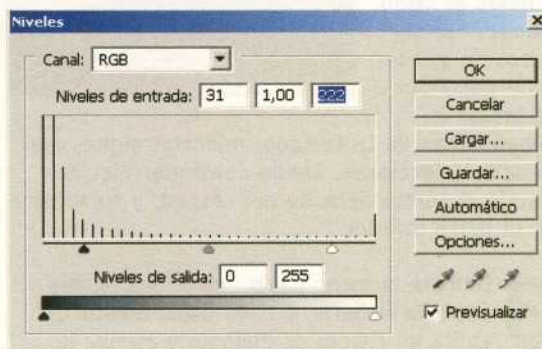 Niveles
Canal: RGB
Niveles de entrada: 31 1,00 222
Niveles de salida: 0 255
OK
Cancelar
Cargar...
Guardar...
Automático
Opciones...
Previsualizar